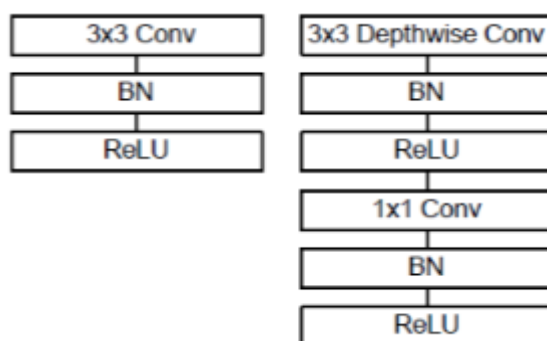 3x3 Conv
BN
ReLU
3x3 Depthwise Conv
BN
ReLU
1x1 Conv
BN
ReLU